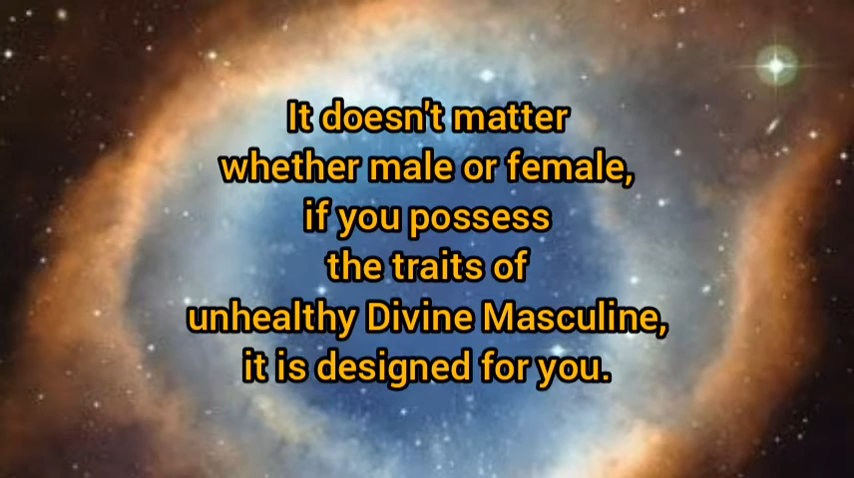 It doesn't matter
whether male or female,
if you possess
the traits of
unhealthy Divine Masculine,
it is designed for you.